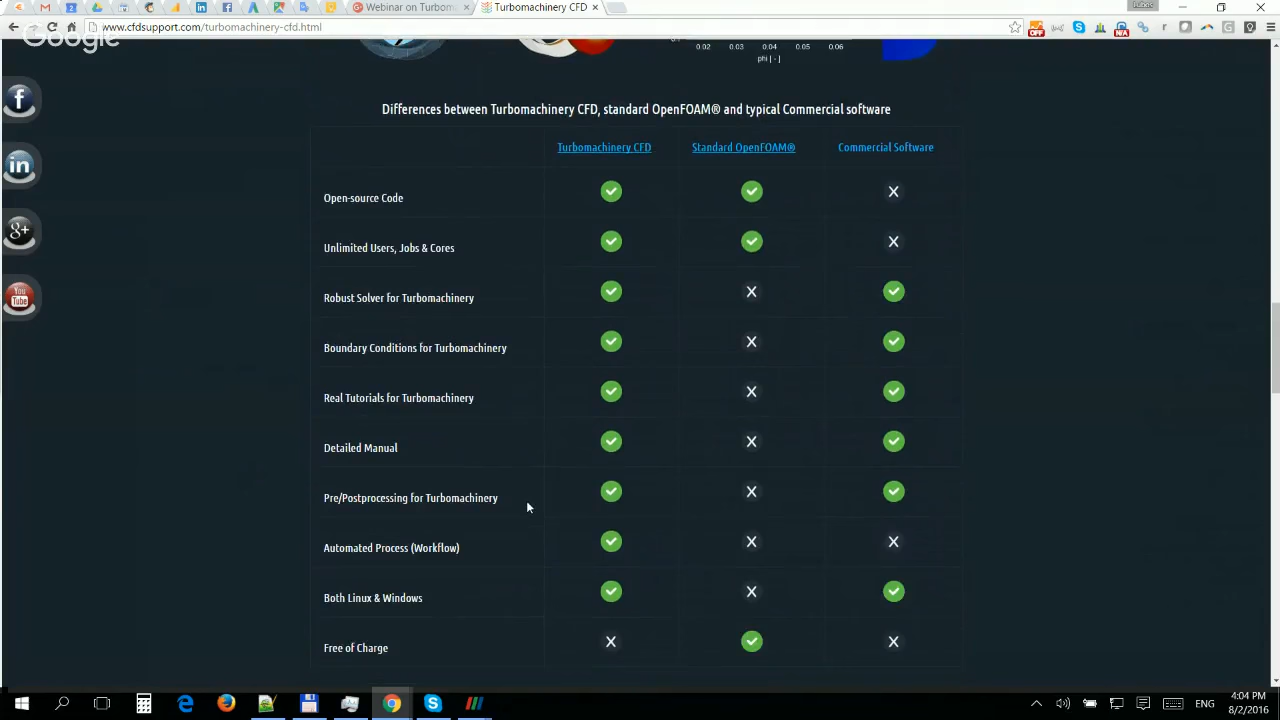 Webinar on Turbom
Turbomachinery CFD
www.cfdsupport.com/turbomachinery-cfd.html
Google
0.02 0.03 0.04 0.05 0.06
phi [ - ]
Differences between Turbomachinery CFD, standard OpenFOAM® and typical Commercial software
Turbomachinery CFD Standard OpenFOAM® Commercial Software
Open-source Code
Unlimited Users, Jobs & Cores
Robust Solver for Turbomachinery
Boundary Conditions for Turbomachinery
Real Tutorials for Turbomachinery
Detailed Manual
Pre/Postprocessing for Turbomachinery
Automated Process (Workflow)
Both Linux & Windows
Free of Charge
You
Tube
ENG
4:04 PM
8/2/2016